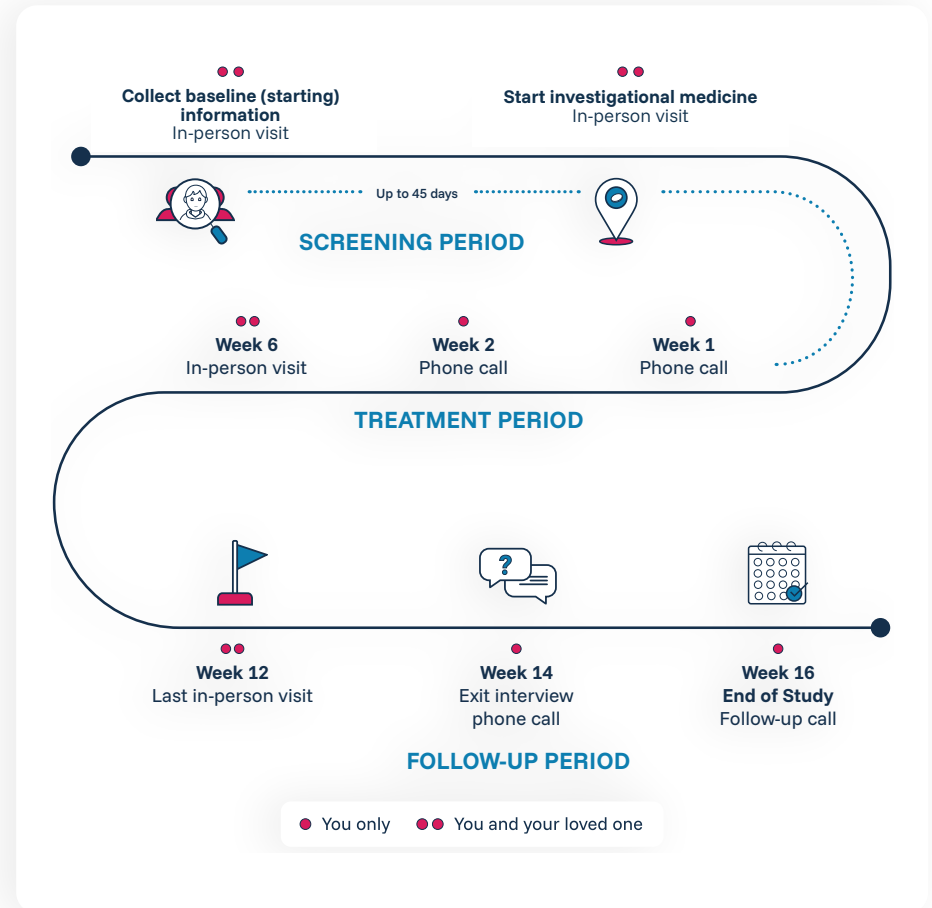 Collect baseline (starting)
information
In-person visit
Start investigational medicine
In-person visit
Up to 45 days
SCREENING PERIOD
Week 6
In-person visit
Week 2
Phone call
Week 1
Phone call
TREATMENT PERIOD
?
Week 12
Last in-person visit
Week 14
Exit interview
phone call
Week 16
End of Study
Follow-up call
FOLLOW-UP PERIOD
You only
You and your loved one